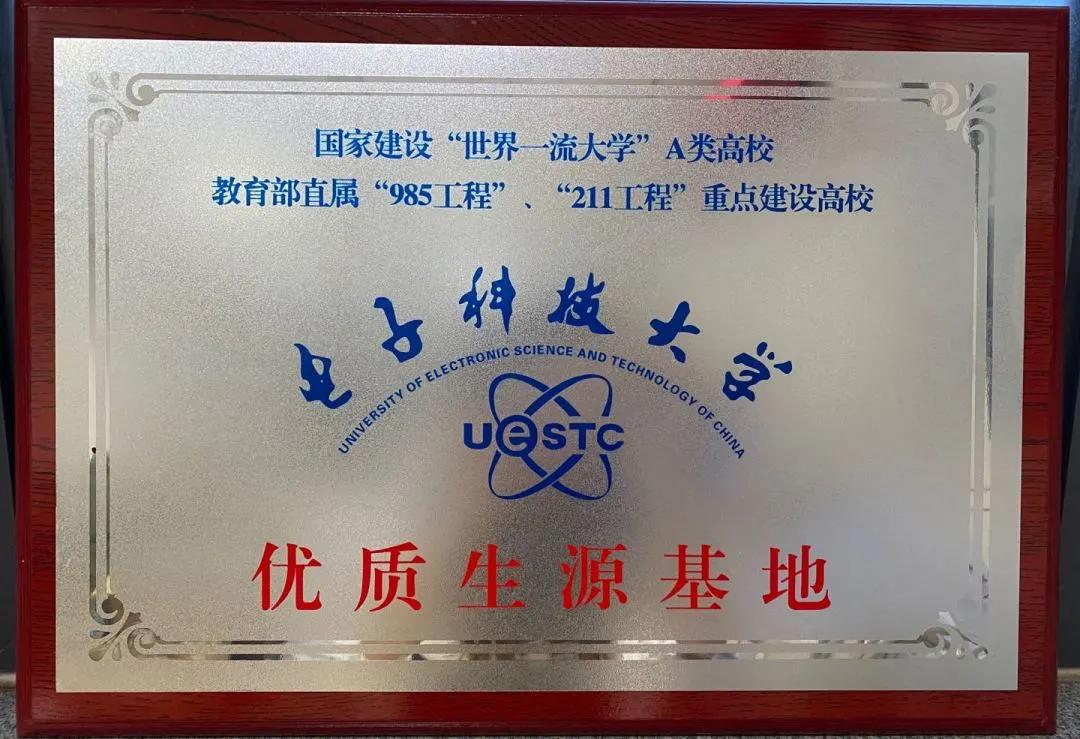 国家建设“世界一流大学”A类高校
教育部直属“985工程”、“211工程”重点建设高校
电子科技大学
UNIVERSITY OF ELECTRONIC SCIENCE AND TECHNOLOGY OF CHINA
UeSTC
优质生源基地